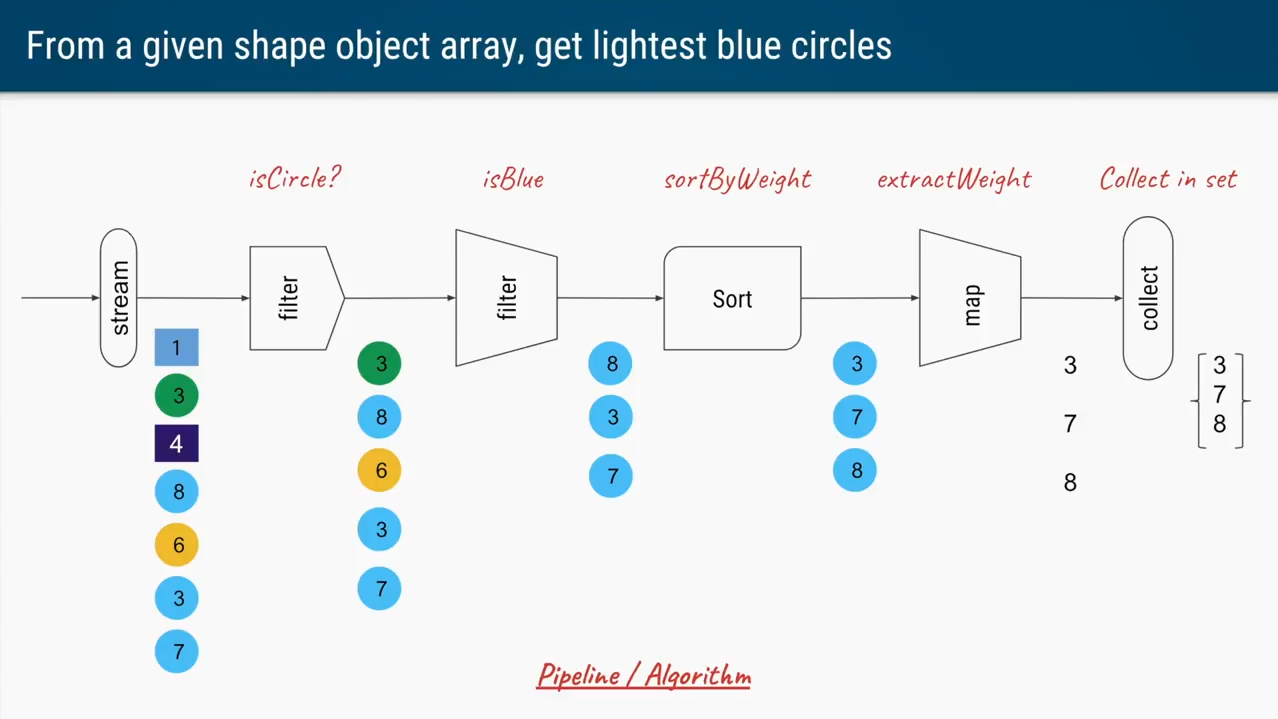 From a given shape object array, get lightest blue circles
isCircle?
isBlue
sortByWeight
extractWeight
Collect in set
stream
filter
filter
Sort
map
collect
1
3
4
8
6
3
7
3
8
6
3
7
8
3
7
3
7
8
3
7
8
3
7
8
Pipeline / Algorithm